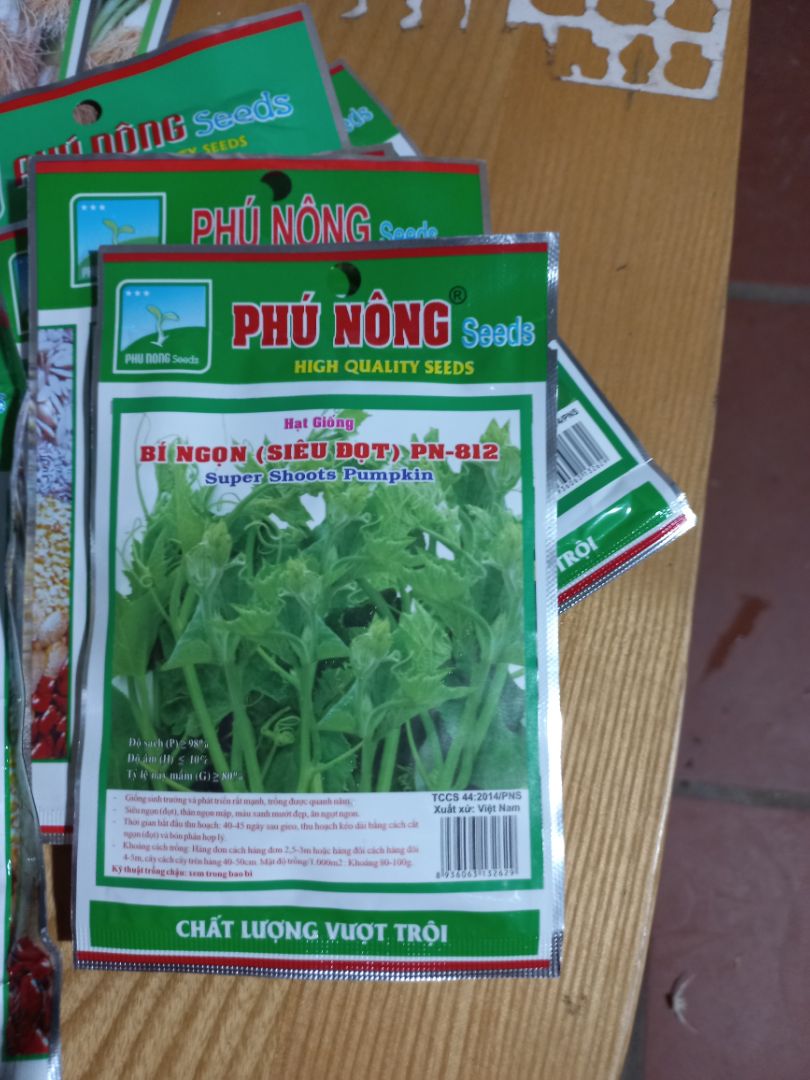 PHÚ NÔNG Seeds
QUALITY SEEDS
PHÚ NÔNG Seeds
PHÚ NÔNG® Seeds
HIGH QUALITY SEEDS
PHU NONG Seeds
Hạt Giống
BÍ NGỌN (SIÊU ĐỌT) PN-812
Super Shoots Pumpkin
Độ sạch (P) ≥ 98%
Độ ẩm (H) ≤ 10%
Tỷ lệ nảy mầm (G) ≥ 80%
- Giống sinh trưởng và phát triển rất mạnh, trồng được quanh năm.
- Siêu ngọn (đọt), thân ngọn mập, màu xanh mướt đẹp, ăn ngọt ngon.
- Thời gian bắt đầu thu hoạch: 40-45 ngày sau gieo, thu hoạch kéo dài bằng cách cắt
ngọn (đọt) và bón phân hợp lý.
- Khoảng cách trồng: Hàng đơn cách hàng đơn 2,5-3m hoặc hàng đôi cách hàng đôi
4-5m, cây cách cây trên hàng 40-50cm. Mật độ trồng/1.000m2 : Khoảng 80-100g.
Kỹ thuật trồng chậu: xem trong bao bì
TCCS 44:2014/PNS
Xuất xứ: Việt Nam
8 936063 132629
CHẤT LƯỢNG VƯỢT TRỘI
TRỘI